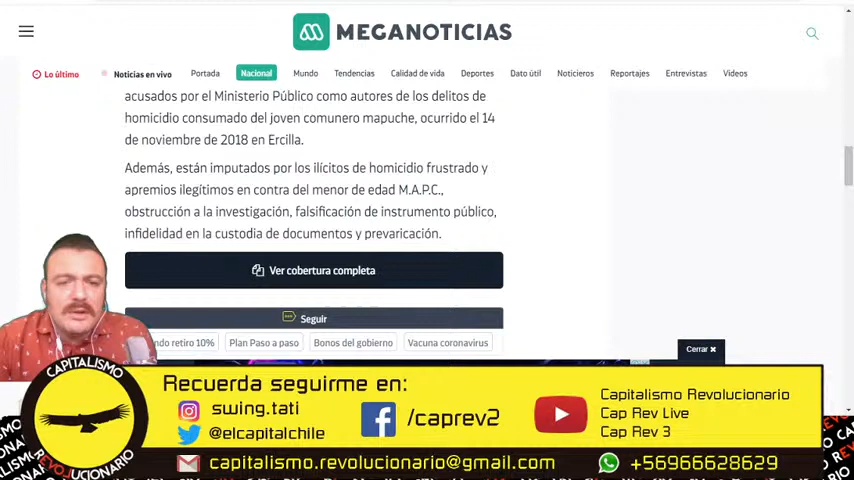 MEGANOTICIAS
Lo último
Noticias en vivo
Portada
Nacional
Mundo
Tendencias
Calidad de vida
Deportes
Dato útil
Noticieros
Reportajes
Entrevistas
Videos
acusados por el Ministerio Público como autores de los delitos de
homicidio consumado del joven comunero mapuche, ocurrido el 14
de noviembre de 2018 en Ercilla.
Además, están imputados por los ilícitos de homicidio frustrado y
apremios ilegítimos en contra del menor de edad M.A.P.C.,
obstrucción a la investigación, falsificación de instrumento público,
infidelidad en la custodia de documentos y prevaricación.
Ver cobertura completa
Seguir
ndo retiro 10%
Plan Paso a paso
Bonos del gobierno
Vacuna coronavirus
Cerrar ✖
CAPITALISMO
REVOLUCIONARIO
Recuerda seguirme en:
swing.tati
@elcapitalchile
/caprev2
Capitalismo Revolucionario
Cap Rev Live
Cap Rev 3
capitalismo.revolucionario@gmail.com
+56966628629